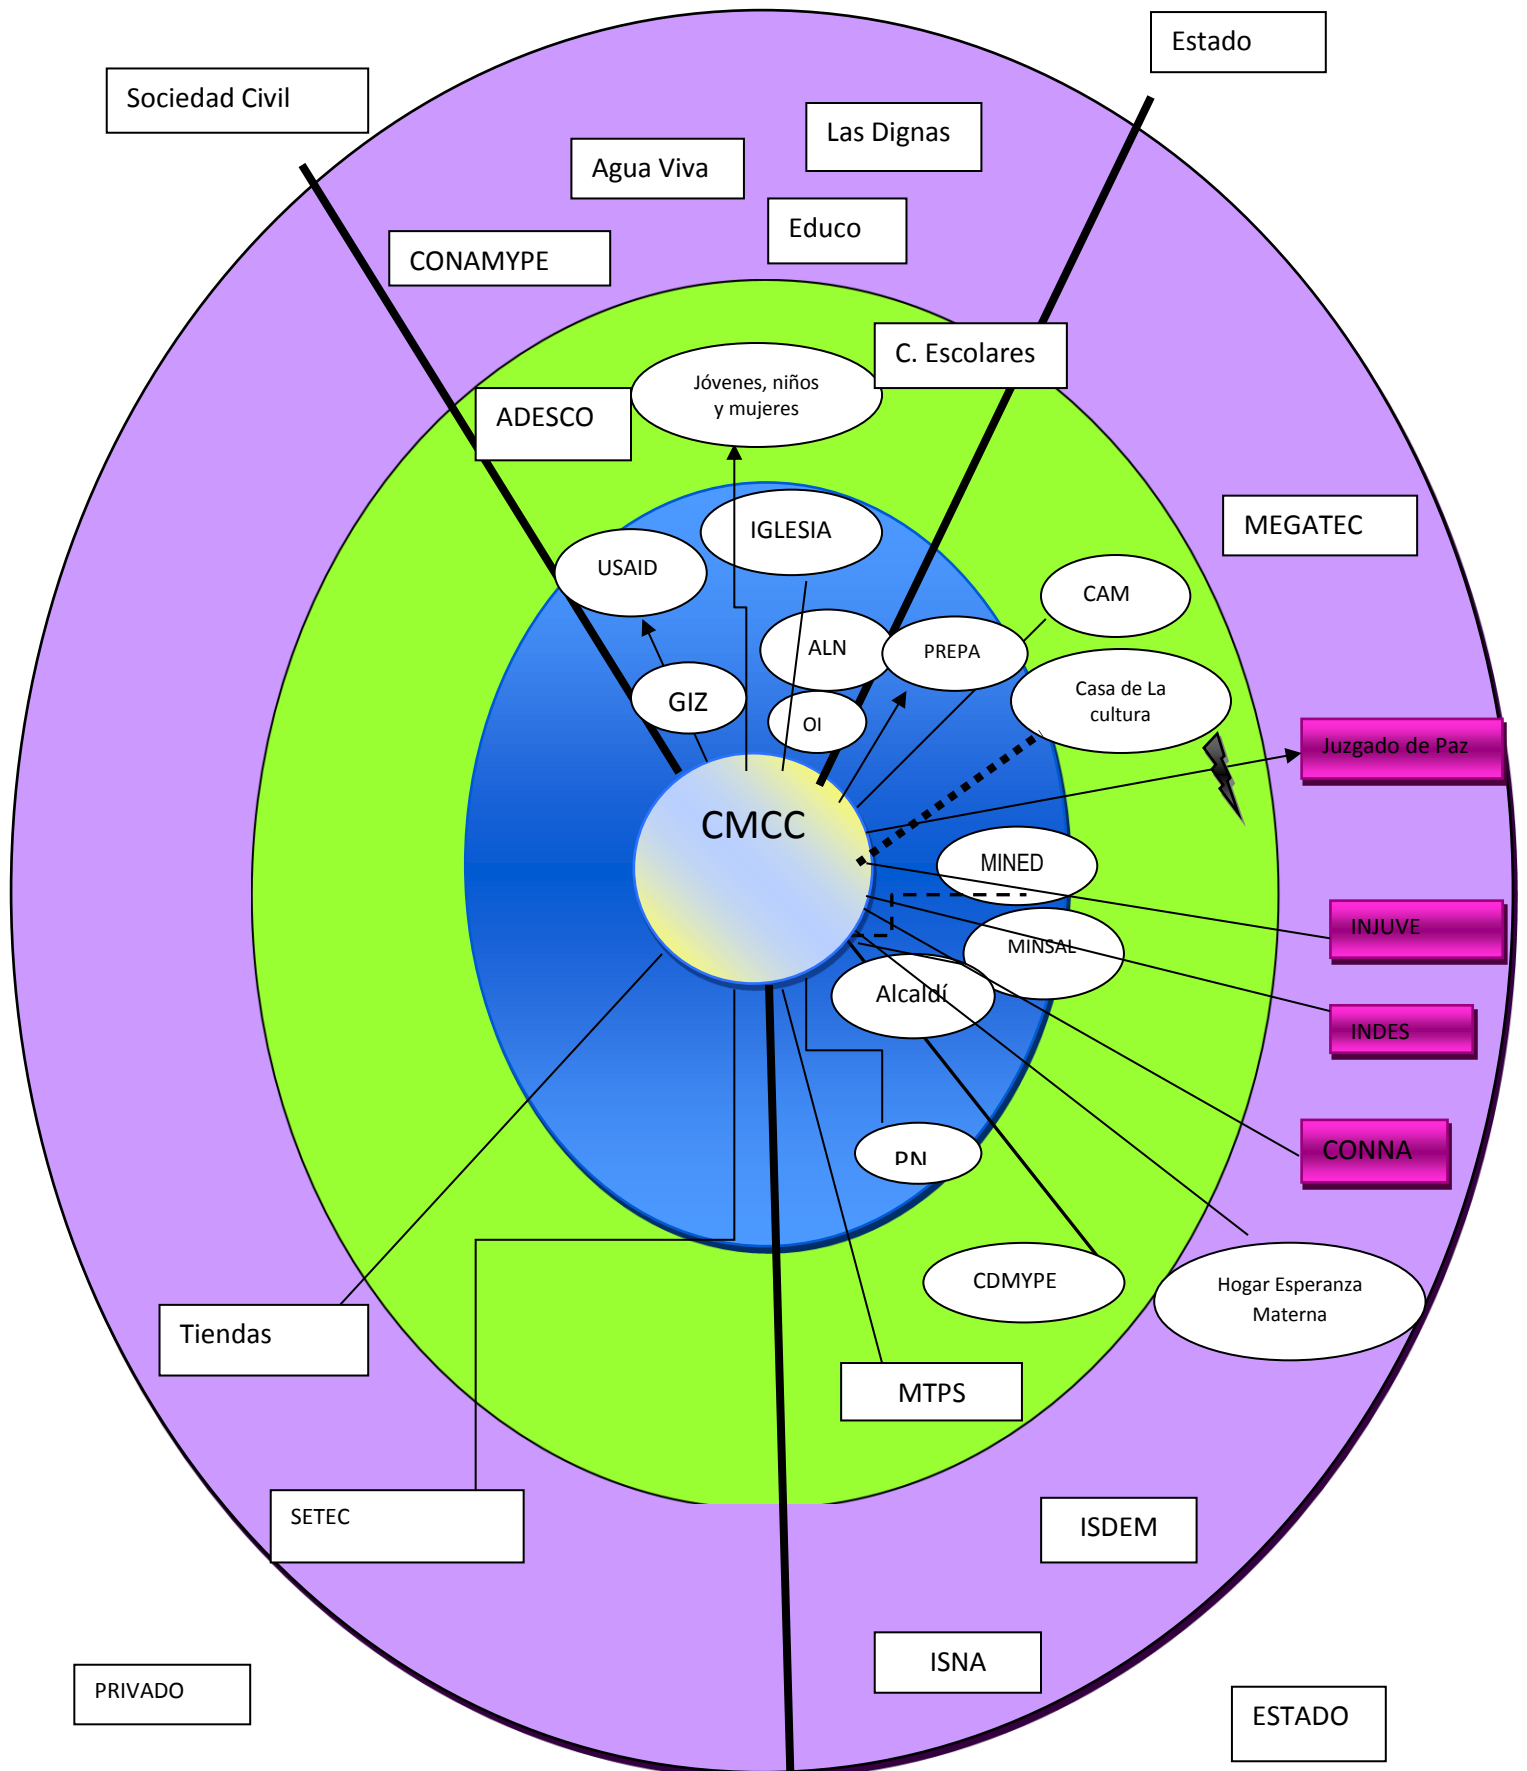 Estado
Sociedad Civil
Las Dignas
Agua Viva
Educo
CONAMYPE
C. Escolares
Jóvenes, niños
y mujeres
ADESCO
IGLESIA
MEGATEC
USAID
CAM
ALN
PREPA
GIZ
Casa de La
cultura
OI
Juzgado de Paz
CMCC
MINED
INJUVE
MINSAL
Alcaldí
INDES
CONNA
PN
CDMYPE
Hogar Esperanza
Materna
Tiendas
MTPS
SETEC
ISDEM
ISNA
PRIVADO
ESTADO